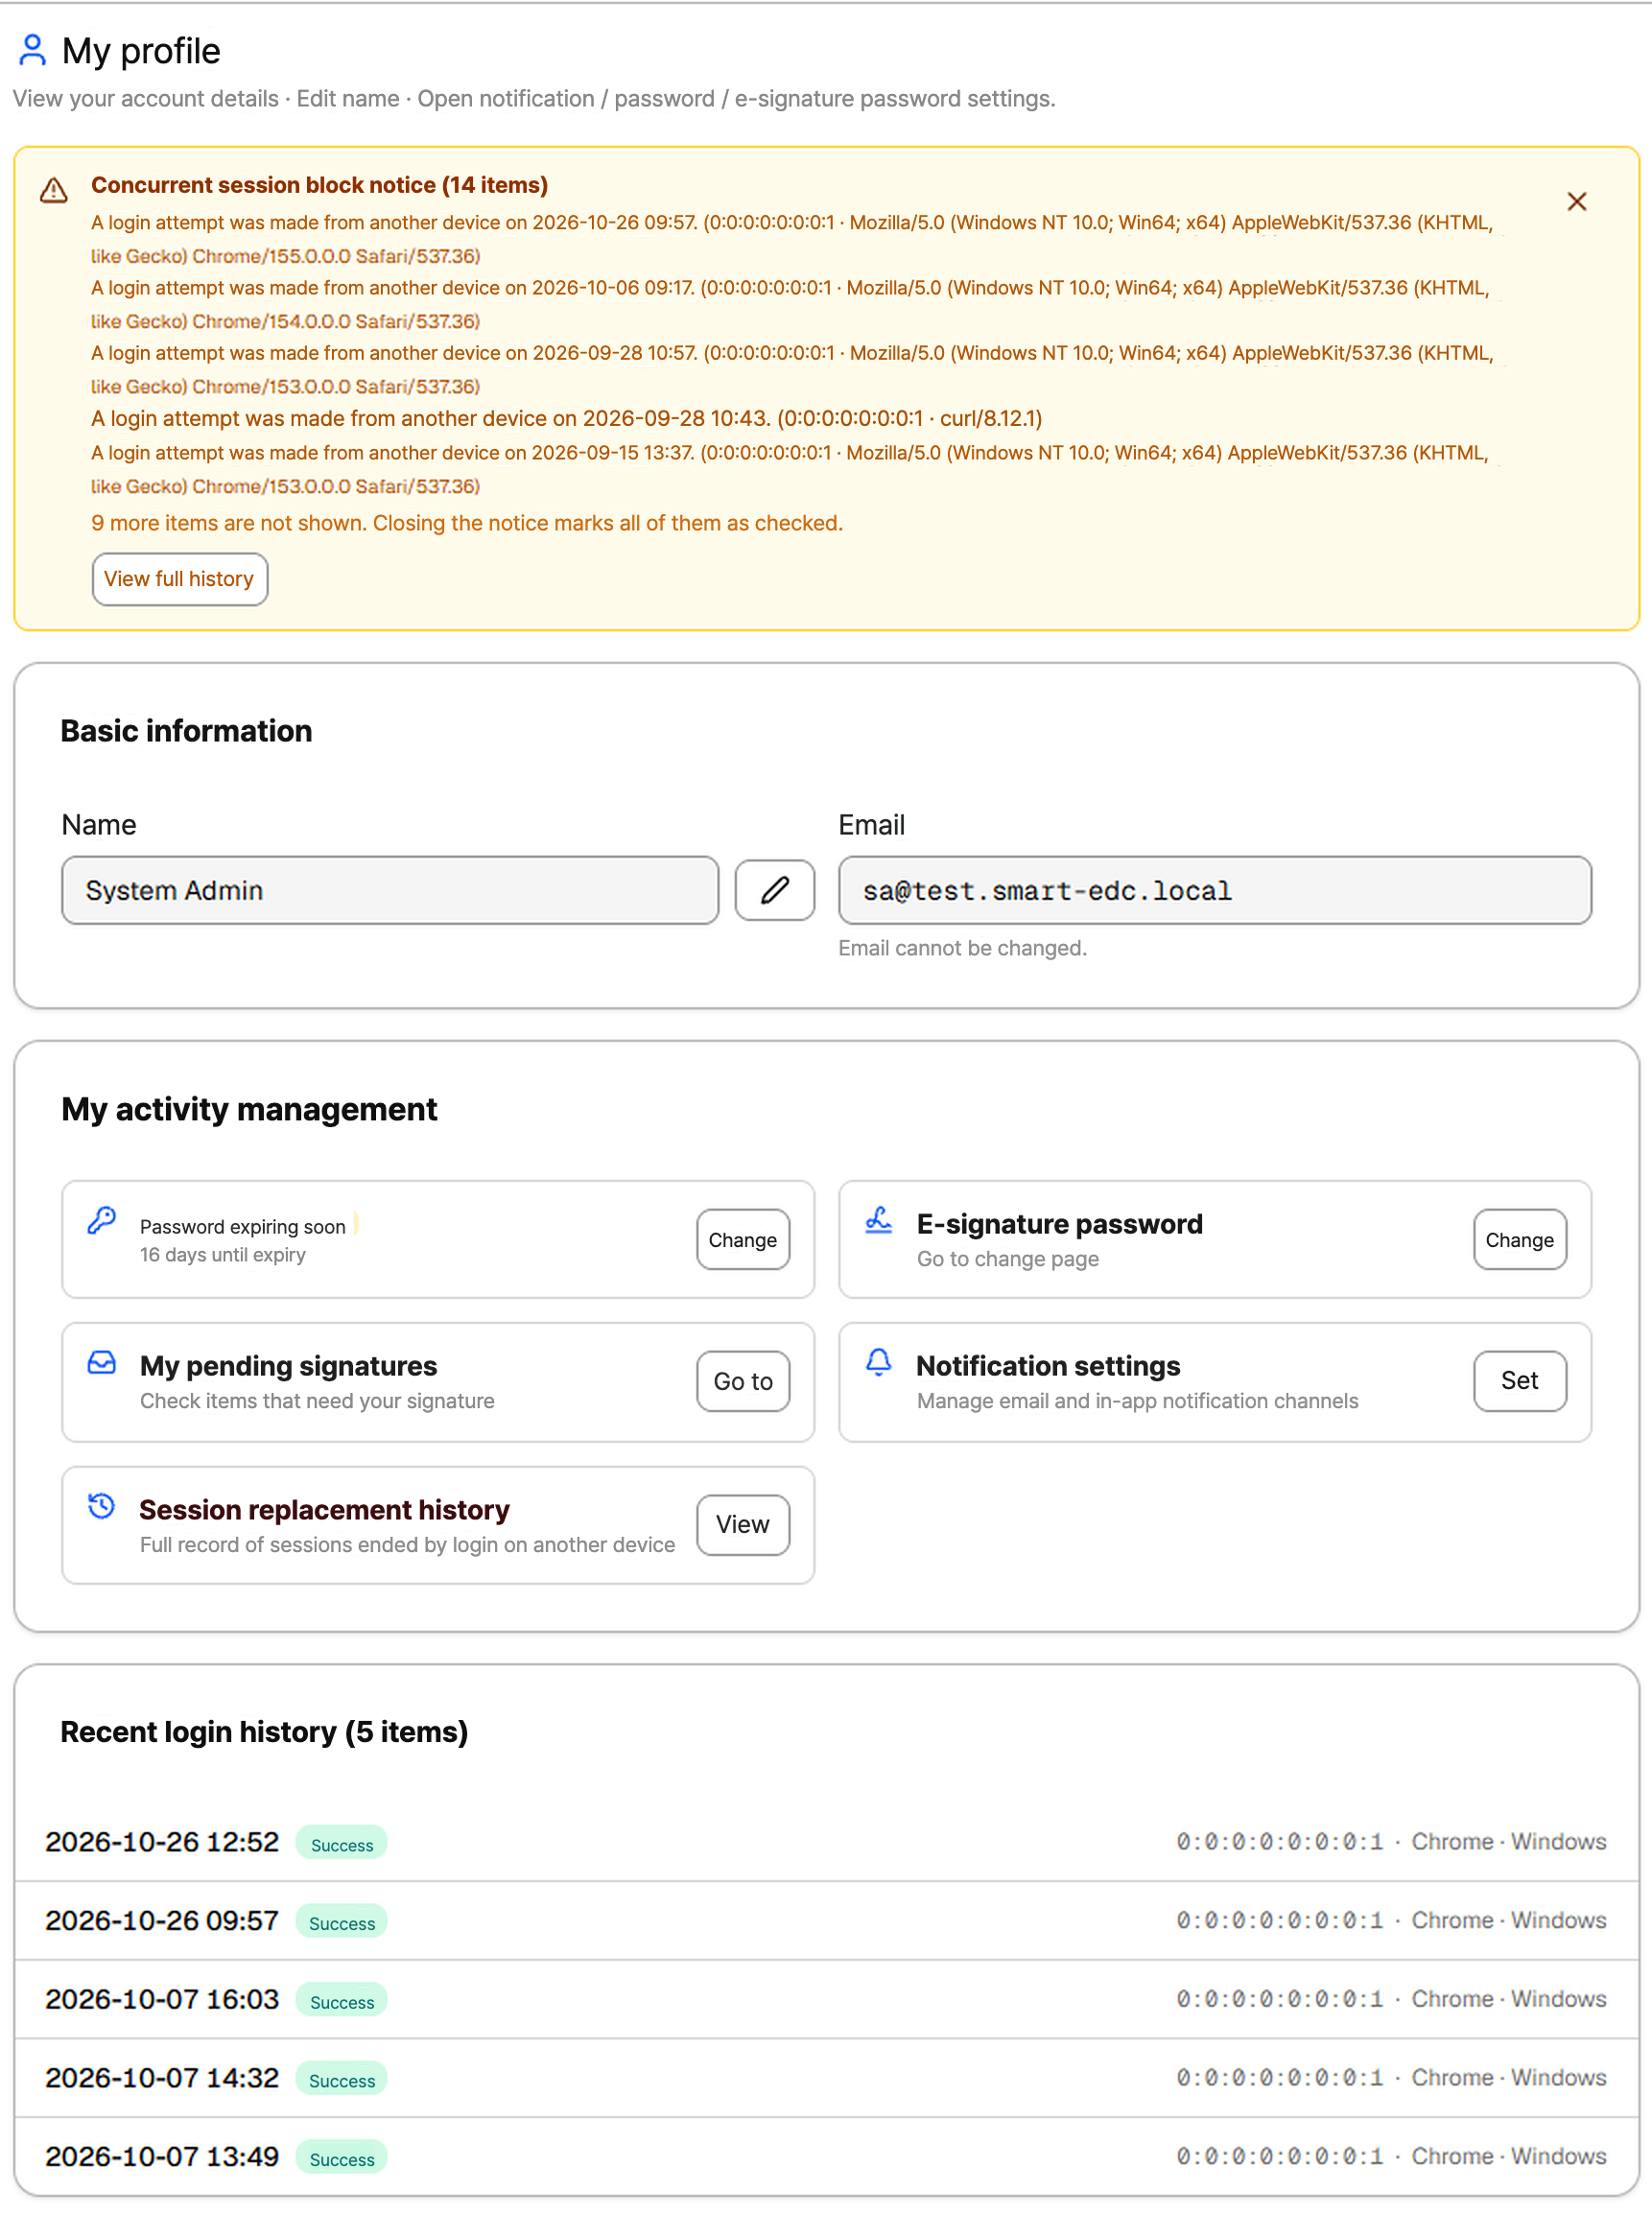 My profile
View your account details · Edit name · Open notification / password / e-signature password settings.
Concurrent session block notice (14 items)
A login attempt was made from another device on 2026-10-26 09:57. (0:0:0:0:0:0:0:1 · Mozilla/5.0 (Windows NT 10.0; Win64; x64) AppleWebKit/537.36 (KHTML,
like Gecko) Chrome/155.0.0.0 Safari/537.36)
A login attempt was made from another device on 2026-10-06 09:17. (0:0:0:0:0:0:0:1 · Mozilla/5.0 (Windows NT 10.0; Win64; x64) AppleWebKit/537.36 (KHTML,
like Gecko) Chrome/154.0.0.0 Safari/537.36)
A login attempt was made from another device on 2026-09-28 10:57. (0:0:0:0:0:0:0:1 · Mozilla/5.0 (Windows NT 10.0; Win64; x64) AppleWebKit/537.36 (KHTML,
like Gecko) Chrome/153.0.0.0 Safari/537.36)
A login attempt was made from another device on 2026-09-28 10:43. (0:0:0:0:0:0:0:1 · curl/8.12.1)
A login attempt was made from another device on 2026-09-15 13:37. (0:0:0:0:0:0:0:1 · Mozilla/5.0 (Windows NT 10.0; Win64; x64) AppleWebKit/537.36 (KHTML,
like Gecko) Chrome/153.0.0.0 Safari/537.36)
9 more items are not shown. Closing the notice marks all of them as checked.
View full history
Basic information
Name
Email
System Admin
sa@test.smart-edc.local
Email cannot be changed.
My activity management
Password expiring soon
16 days until expiry
Change
E-signature password
Go to change page
Change
My pending signatures
Check items that need your signature
Go to
Notification settings
Manage email and in-app notification channels
Set
Session replacement history
Full record of sessions ended by login on another device
View
Recent login history (5 items)
2026-10-26 12:52 Success 0:0:0:0:0:0:0:1 · Chrome · Windows
2026-10-26 09:57 Success 0:0:0:0:0:0:0:1 · Chrome · Windows
2026-10-07 16:03 Success 0:0:0:0:0:0:0:1 · Chrome · Windows
2026-10-07 14:32 Success 0:0:0:0:0:0:0:1 · Chrome · Windows
2026-10-07 13:49 Success 0:0:0:0:0:0:0:1 · Chrome · Windows